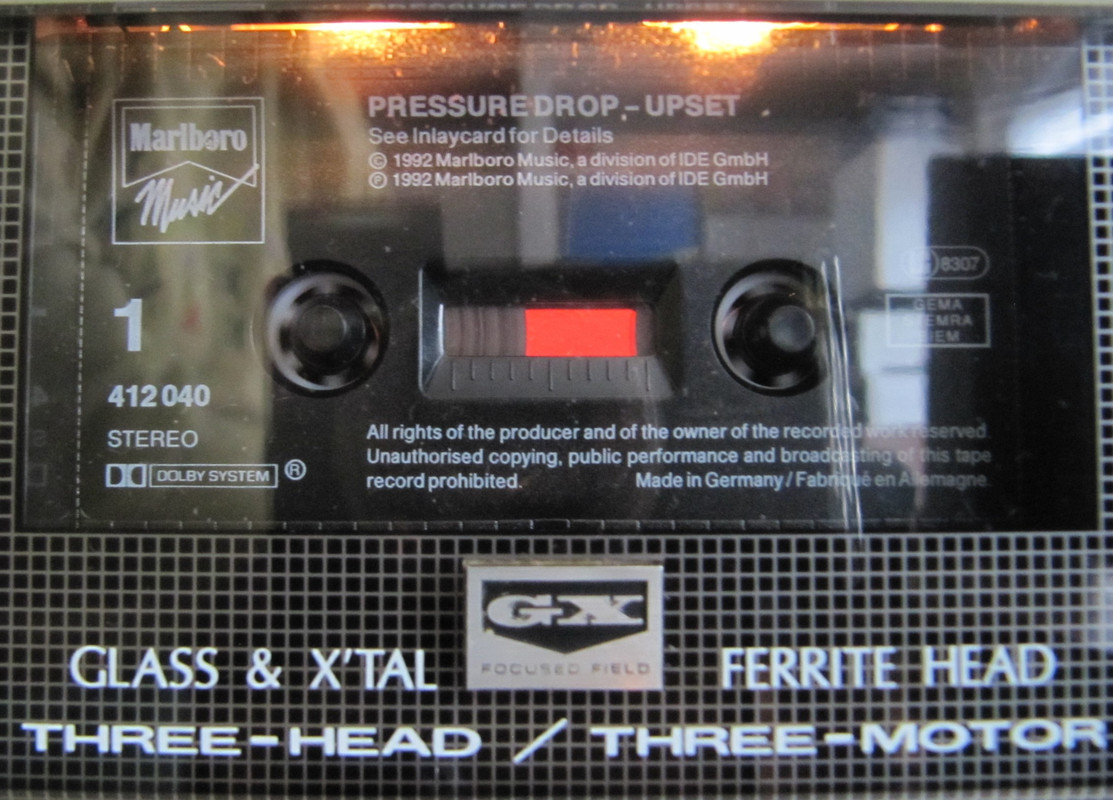 PRESSURE DROP - UPSET
Marlboro
Music
See Inlaycard for Details
© 1992 Marlboro Music, a division of IDE GmbH
℗ 1992 Marlboro Music, a division of IDE GmbH
8307
GEMA
1
412 040
STEREO
DOLBY SYSTEM ®
All rights of the producer and of the owner of the recorded work reserved.
Unauthorised copying, public performance and broadcasting of this tape
record prohibited. Made in Germany / Fabriqué en Allemagne.
GX
FOCUSED FIELD
GLASS & X'TAL FERRITE HEAD
THREE-HEAD / THREE-MOTOR